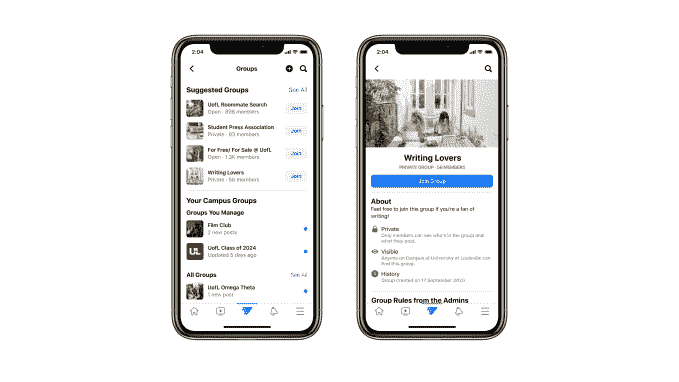 2:04
Groups
Suggested Groups
See All
UofL Roommate Search
Open · 898 members
Join
Student Press Association
Private · 93 members
Join
For Free/ For Sale @ UofL
Open · 1.3K members
Join
Writing Lovers
Private · 56 members
Join
Your Campus Groups
Groups You Manage
Film Club
2 new posts
UL
UofL Class of 2024
Updated 5 days ago
All Groups
See All
UofL Omega Theta
1 new post
2:04
Writing Lovers
PRIVATE GROUP · 56 MEMBERS
Join Group
About
Feel free to join this group if you're a fan of
writing!
Private
Only members can see who's in the group and
what they post.
Visible
Anyone on Campus at University of Louisville can
find this group.
History
Group created on 17 September 2020
Group Rules from the Admins